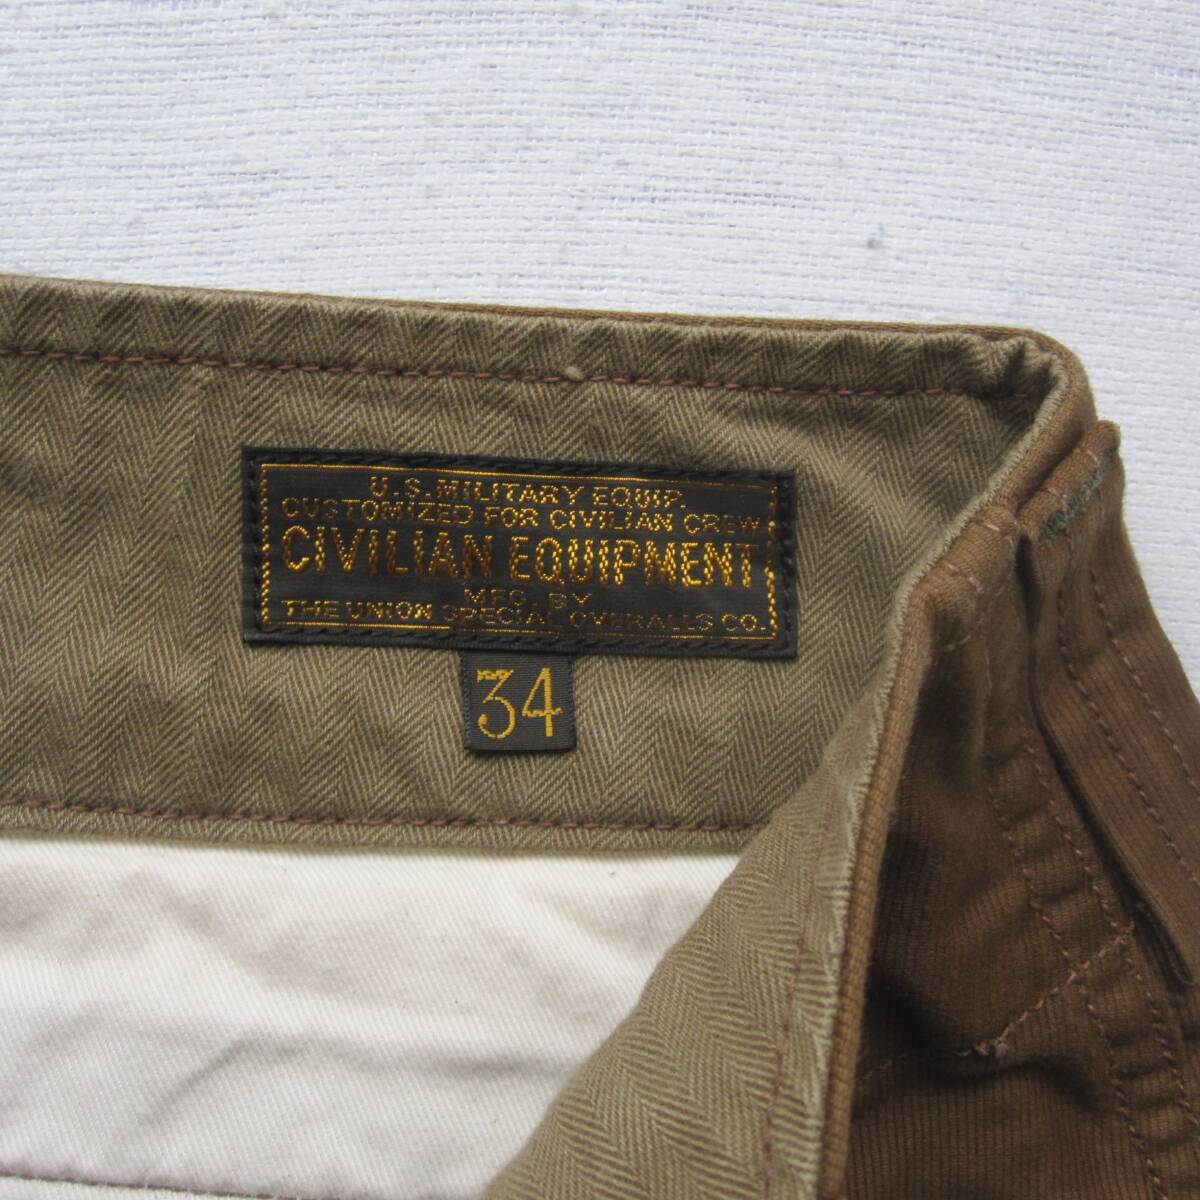 U.S. MILITARY EQUIP.
CUSTOMIZED FOR CIVILIAN CREW
CIVILIAN EQUIPMENT
MFG. BY
THE UNION SPECIAL OVERALLS CO.
34